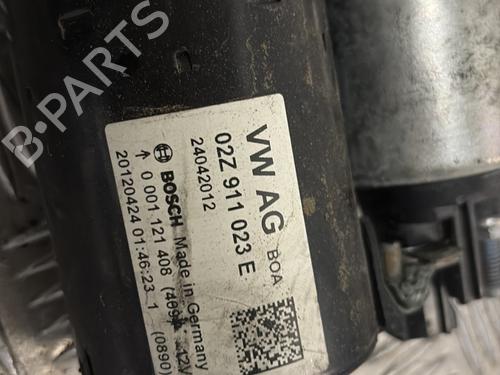 VW AG BOA
02Z 911 023 E
24042012
BOSCH Made in Germany
0 001 121 408 12V
20120424 01:46:23 1 (0890)
B-PARTS